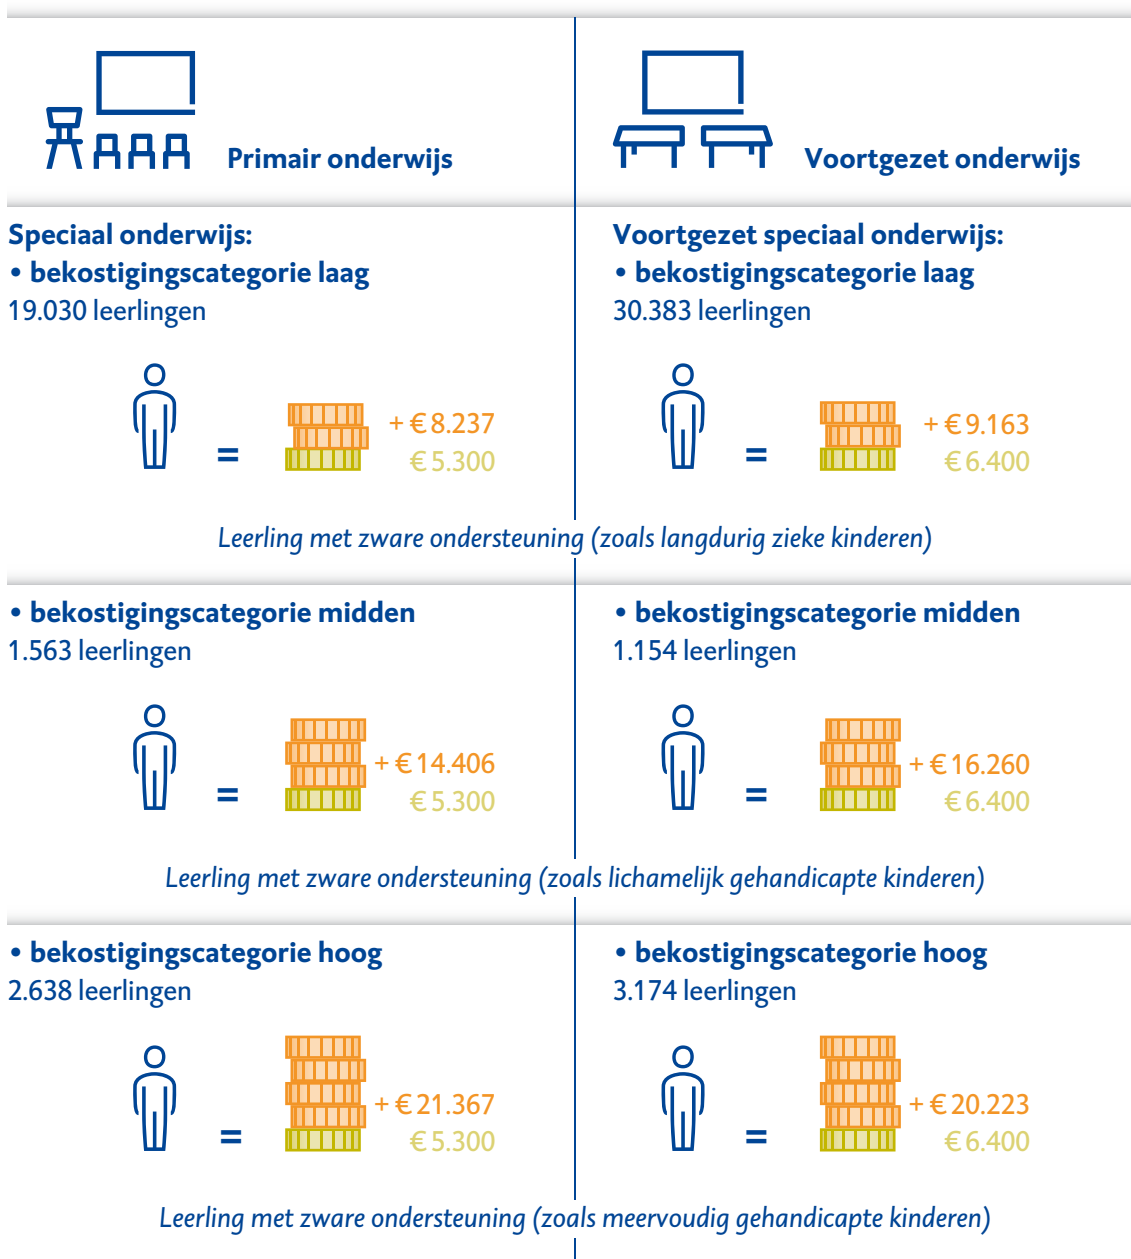 Primair onderwijs
Voortgezet onderwijs
Speciaal onderwijs:
• bekostigingscategorie laag
19.030 leerlingen
=
+ € 8.237
€ 5.300
Voortgezet speciaal onderwijs:
• bekostigingscategorie laag
30.383 leerlingen
=
+ € 9.163
€ 6.400
Leerling met zware ondersteuning (zoals langdurig zieke kinderen)
• bekostigingscategorie midden
1.563 leerlingen
=
+ € 14.406
€ 5.300
• bekostigingscategorie midden
1.154 leerlingen
=
+ € 16.260
€ 6.400
Leerling met zware ondersteuning (zoals lichamelijk gehandicapte kinderen)
• bekostigingscategorie hoog
2.638 leerlingen
=
+ € 21.367
€ 5.300
• bekostigingscategorie hoog
3.174 leerlingen
=
+ € 20.223
€ 6.400
Leerling met zware ondersteuning (zoals meervoudig gehandicapte kinderen)